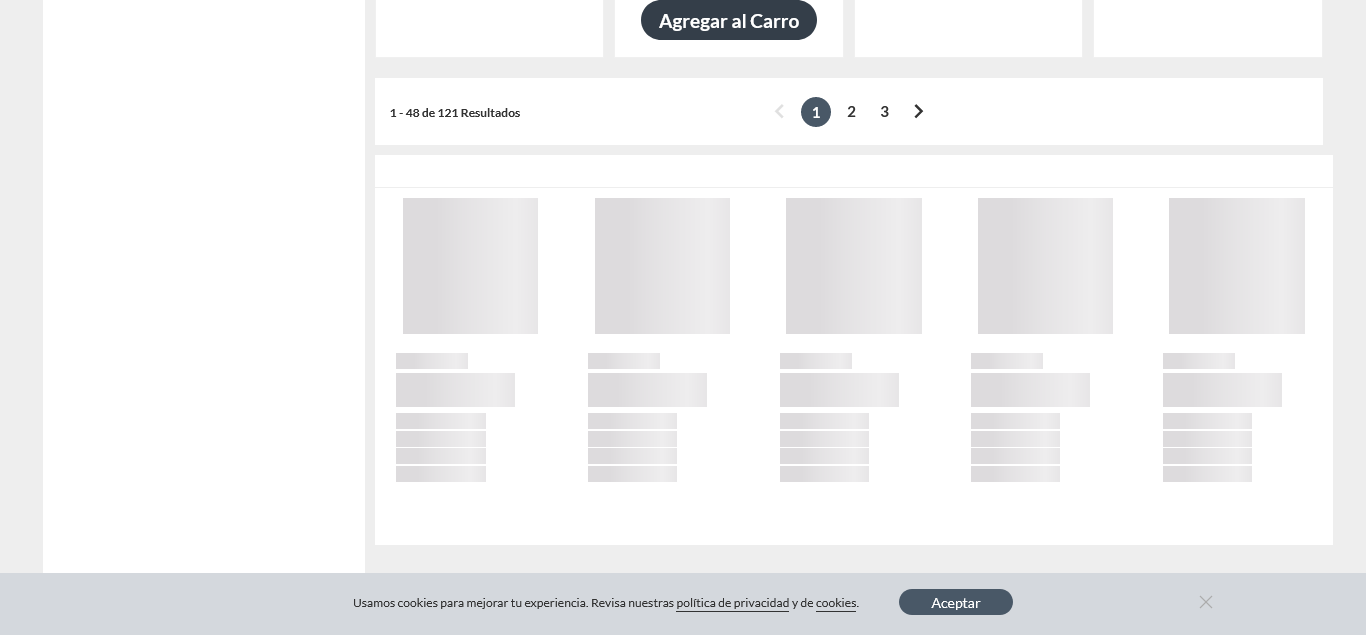 Agregar al Carro
1 - 48 de 121 Resultados
1 2 3
Usamos cookies para mejorar tu experiencia. Revisa nuestras política de privacidad y de cookies.
Aceptar